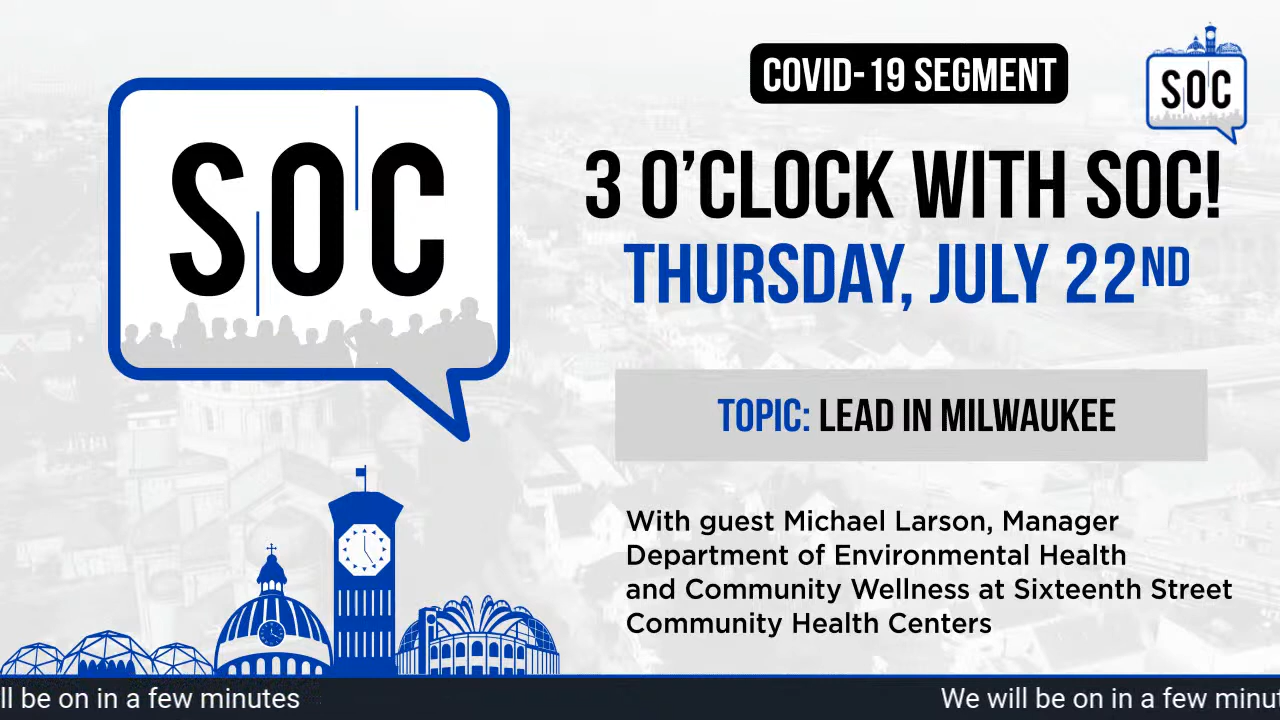 COVID-19 SEGMENT
SOC
SOC
3 O'CLOCK WITH SOC!
THURSDAY, JULY 22ND
TOPIC: LEAD IN MILWAUKEE
With guest Michael Larson, Manager
Department of Environmental Health
and Community Wellness at Sixteenth Street
Community Health Centers
ll be on in a few minutes
We will be on in a few minut